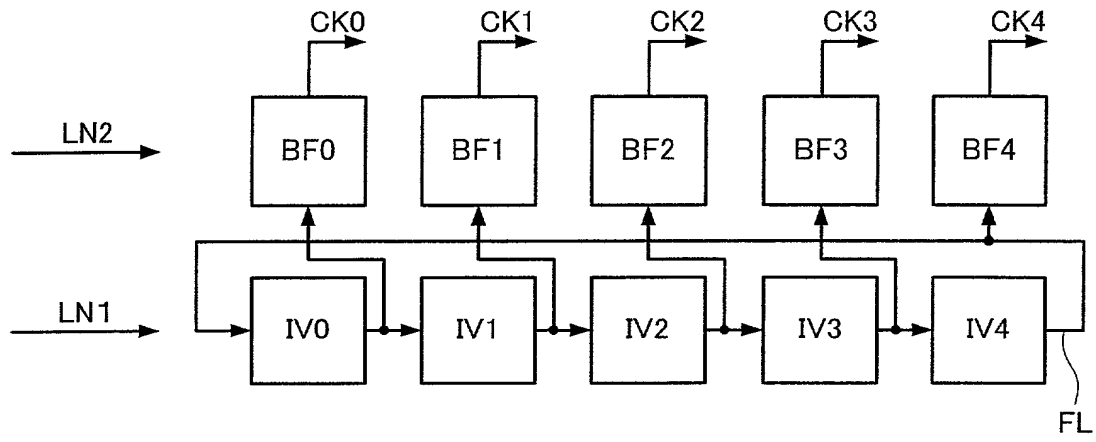 CK0 CK1 CK2 CK3 CK4
LN2 BF0 BF1 BF2 BF3 BF4
LN1 IV0 IV1 IV2 IV3 IV4
FL